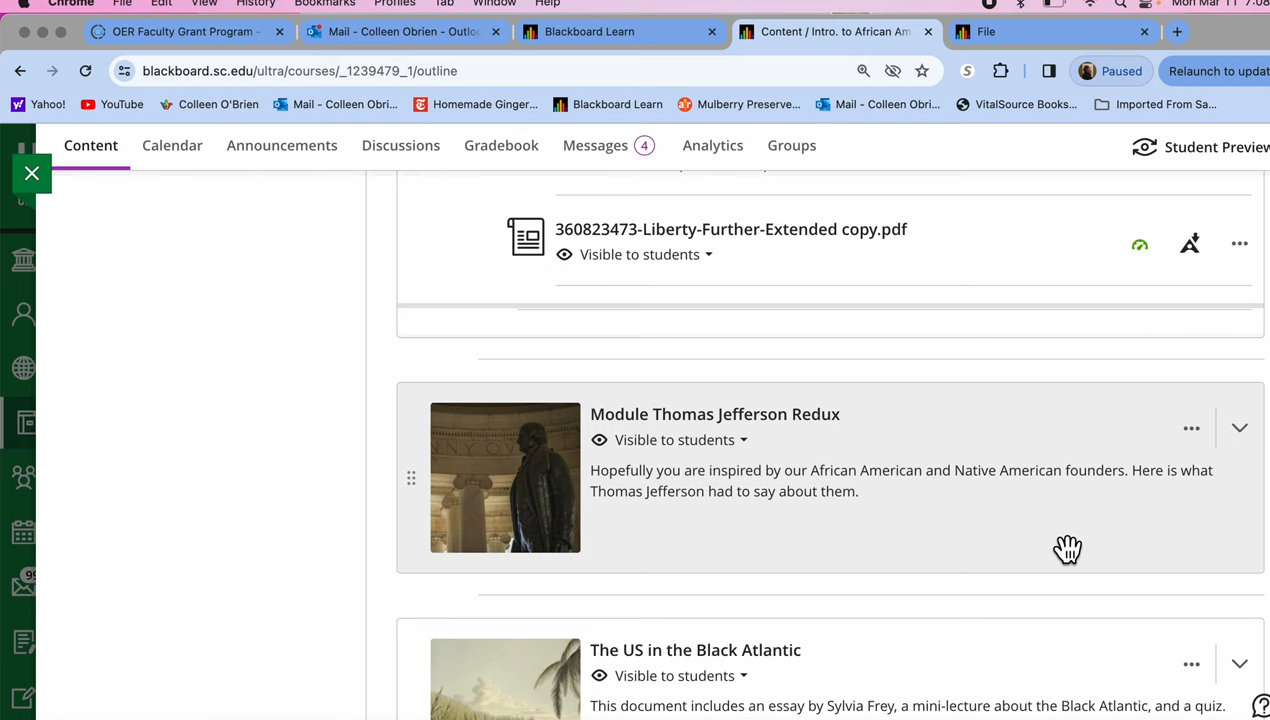 Chrome File Edit View History Bookmarks Profiles Tab Window Help Mon Mar 11 7:08
OER Faculty Grant Program - Mail - Colleen Obrien - Outlo Blackboard Learn Content / Intro. to African Am File
blackboard.sc.edu/ultra/courses/_1239479_1/outline Paused Relaunch to updat
Yahoo! YouTube Colleen O'Brien Mail - Colleen Obri... Homemade Ginger... Blackboard Learn Mulberry Preserve... Mail - Colleen Obri... VitalSource Books... Imported From Sa...
Content Calendar Announcements Discussions Gradebook Messages 4 Analytics Groups Student Preview
360823473-Liberty-Further-Extended copy.pdf
Visible to students
Module Thomas Jefferson Redux
Visible to students
Hopefully you are inspired by our African American and Native American founders. Here is what
Thomas Jefferson had to say about them.
99
The US in the Black Atlantic
Visible to students
This document includes an essay by Sylvia Frey, a mini-lecture about the Black Atlantic, and a quiz.